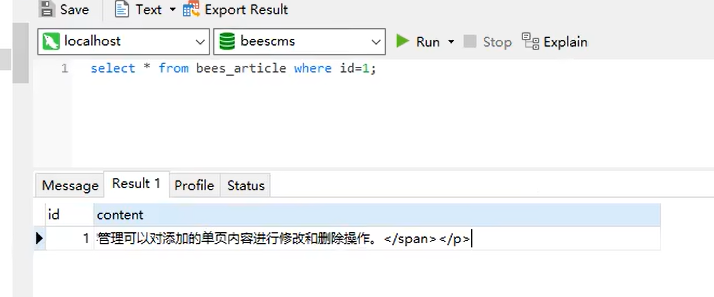 Save Text Export Result
localhost beescms Run Stop Explain
1 select * from bees_article where id=1;
Message Result 1 Profile Status
id content
1 管理可以对添加的单页内容进行修改和删除操作。</span></p>